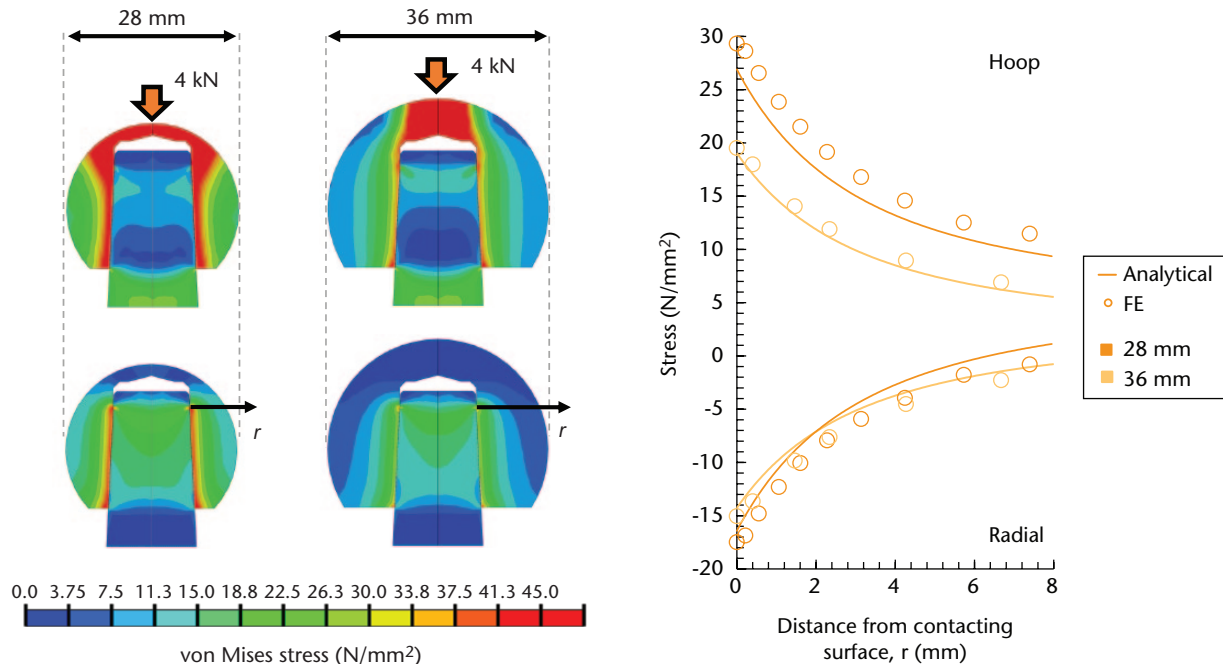 28 mm
36 mm
4 kN
4 kN
r
r
0.0 3.75 7.5 11.3 15.0 18.8 22.5 26.3 30.0 33.8 37.5 41.3 45.0
von Mises stress (N/mm²)
Stress (N/mm²)
30
25
20
15
10
5
0
-5
-10
-15
-20
Hoop
Radial
0 2 4 6 8
Distance from contacting
surface, r (mm)
Analytical
FE
28 mm
36 mm